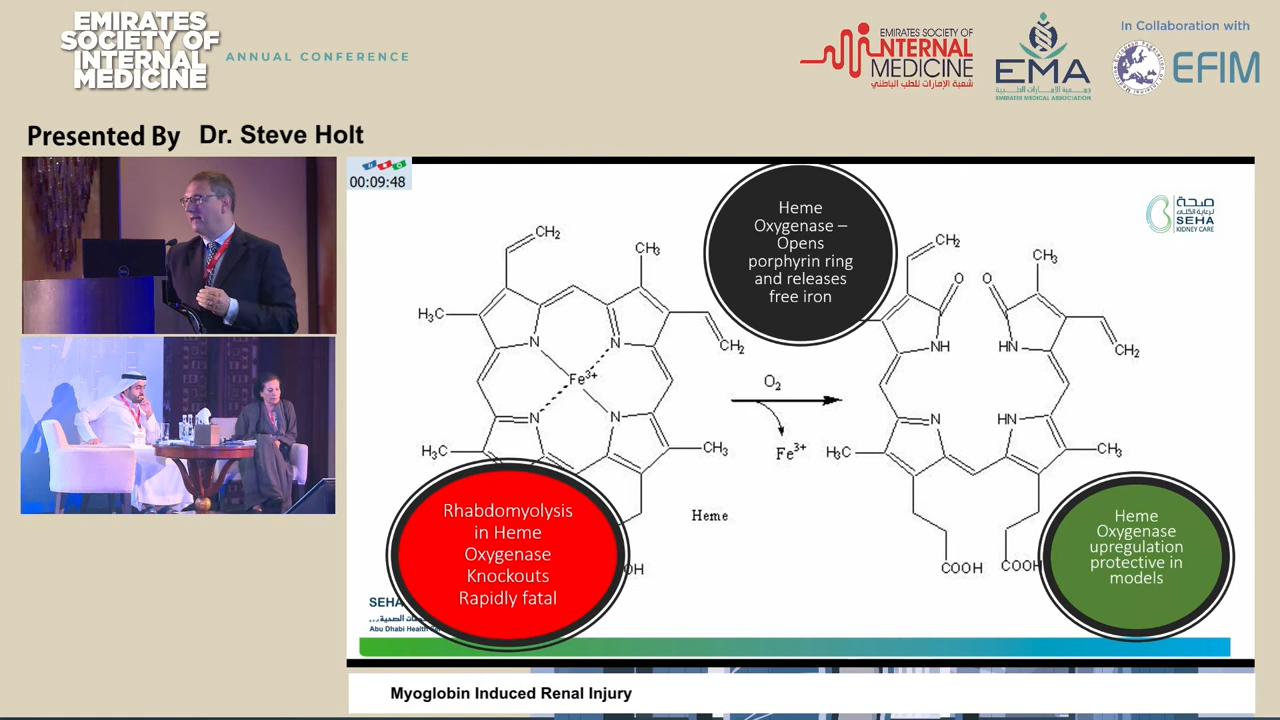 EMIRATES
SOCIETY OF
INTERNAL
MEDICINE
ANNUAL CONFERENCE
EMIRATES SOCIETY OF
INTERNAL
MEDICINE
شعبة الإمارات للطب الباطني
EMA
جمعية الإمارات الطبية
EMIRATES MEDICAL ASSOCIATION
In Collaboration with
EFIM
Presented By Dr. Steve Holt
00:09:48
صحة
لرعاية الكلى
SEHA
KIDNEY CARE
Heme
Oxygenase –
Opens
porphyrin ring
and releases
free iron
CH2
CH3
H3C
CH2
N
N
Fe3+
N
N
H3C
CH3
Heme
OH
O2
Fe3+
CH2
O
O
CH3
NH
HN
CH2
N
HN
H3C
CH3
COOH
COOH
Rhabdomyolysis
in Heme
Oxygenase
Knockouts
Rapidly fatal
Heme
Oxygenase
upregulation
protective in
models
SEHA
Abu Dhabi Health
Myoglobin Induced Renal Injury